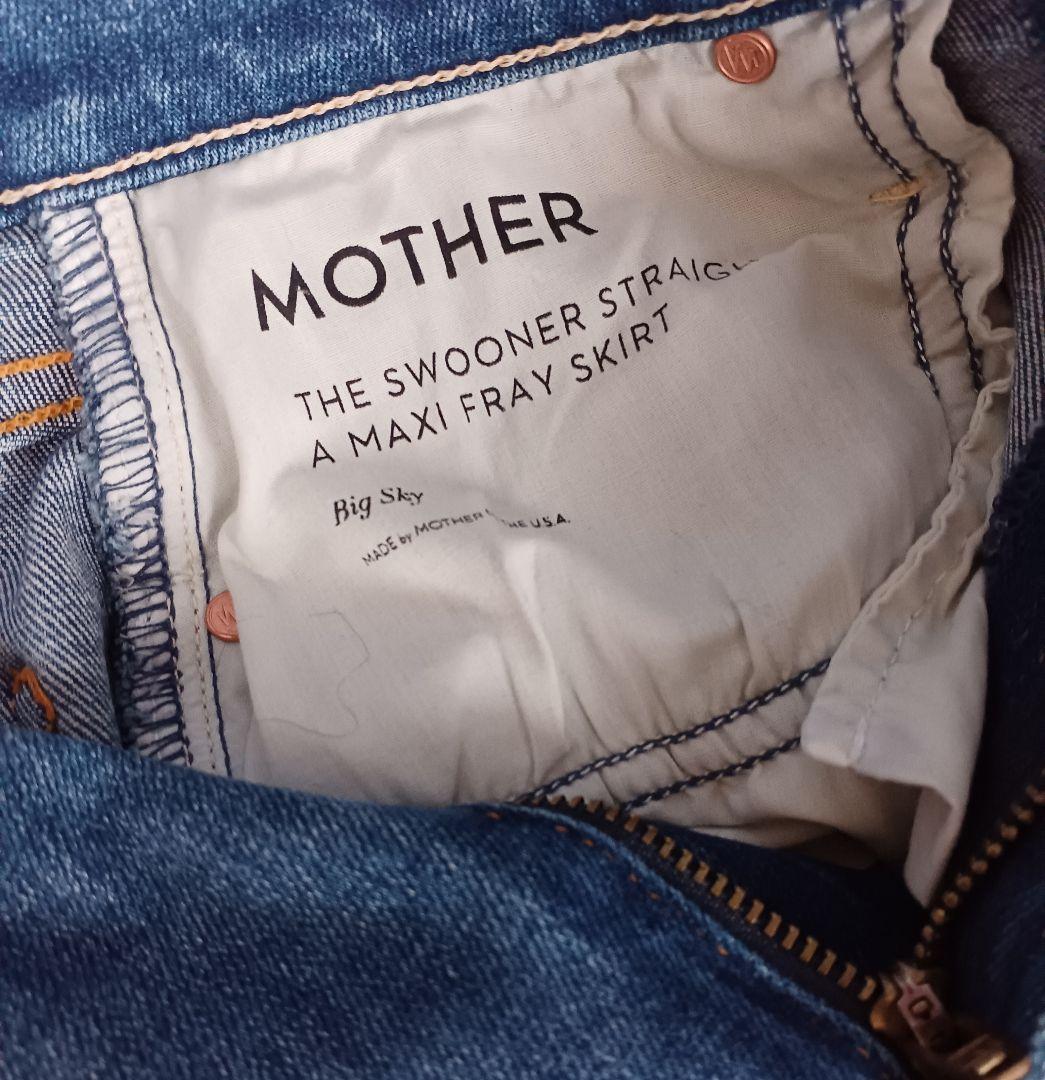 MOTHER
THE SWOONER STRAIG
A MAXI FRAY SKIRT
Big Sky
MADE by MOTHER THE U.S.A.